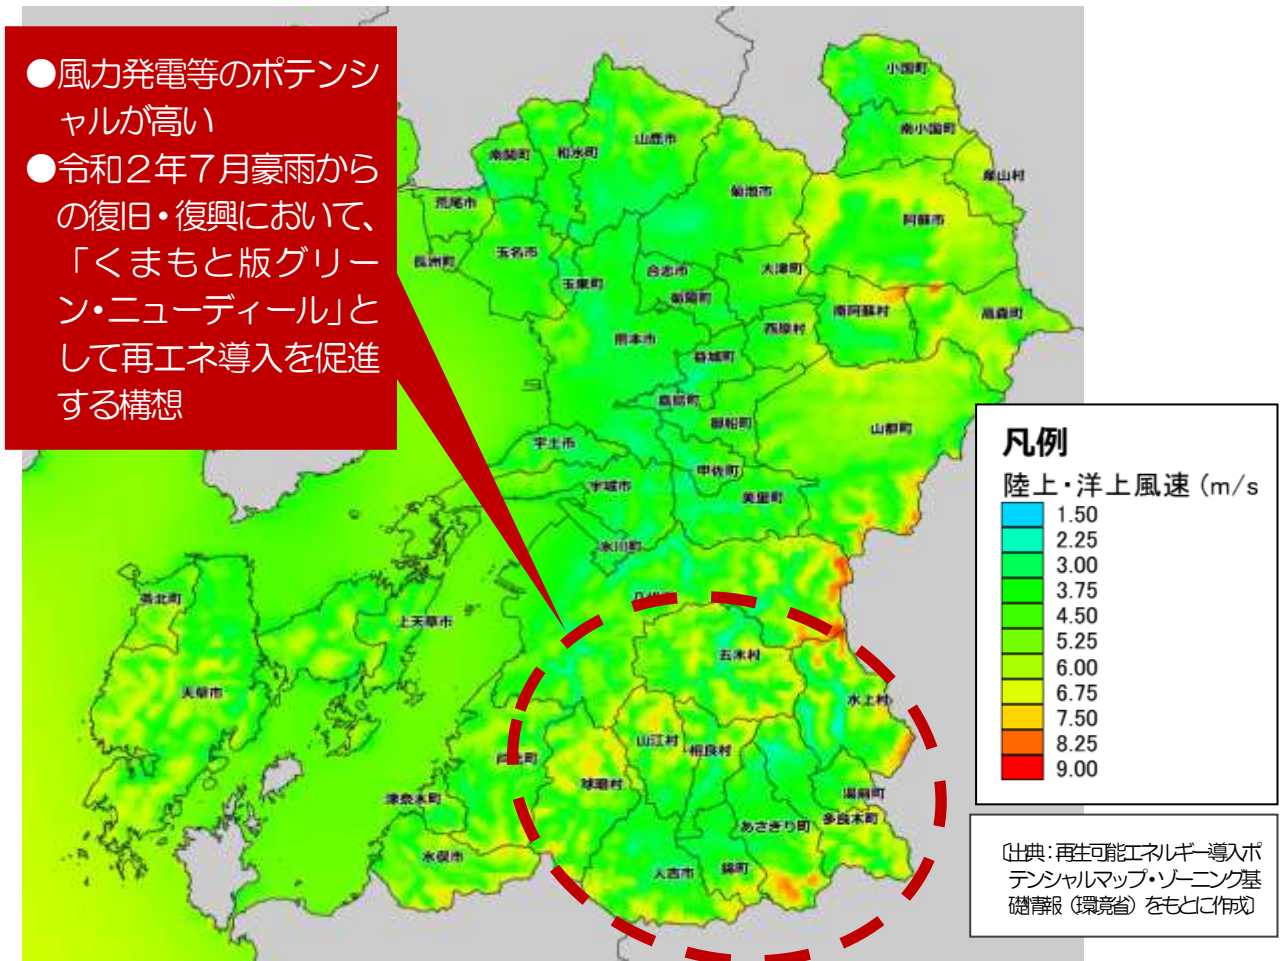 ●風力発電等のポテンシ
ャルが高い
●令和２年７月豪雨から
の復旧・復興において、
「くまもと版グリー
ン・ニューディール」と
して再エネ導入を促進
する構想
小国町
南小国町
産山村
山鹿市
和水町
南関町
菊池市
阿蘇市
荒尾市
玉名市
長洲町
玉東町
合志市
大津町
菊陽町
南阿蘇村
高森町
西原村
熊本市
益城町
嘉島町
御船町
山都町
宇土市
甲佐町
宇城市
美里町
氷川町
八代市
苓北町
上天草市
天草市
五木村
水上村
山江村
相良村
芦北町
球磨村
津奈木町
湯前町
多良木町
あさぎり町
水俣市
人吉市
錦町
凡例
陸上・洋上風速 (m/s
1.50
2.25
3.00
3.75
4.50
5.25
6.00
6.75
7.50
8.25
9.00
〔出典：再生可能エネルギー導入ポ
テンシャルマップ・ゾーニング基
礎情報（環境省）をもとに作成〕